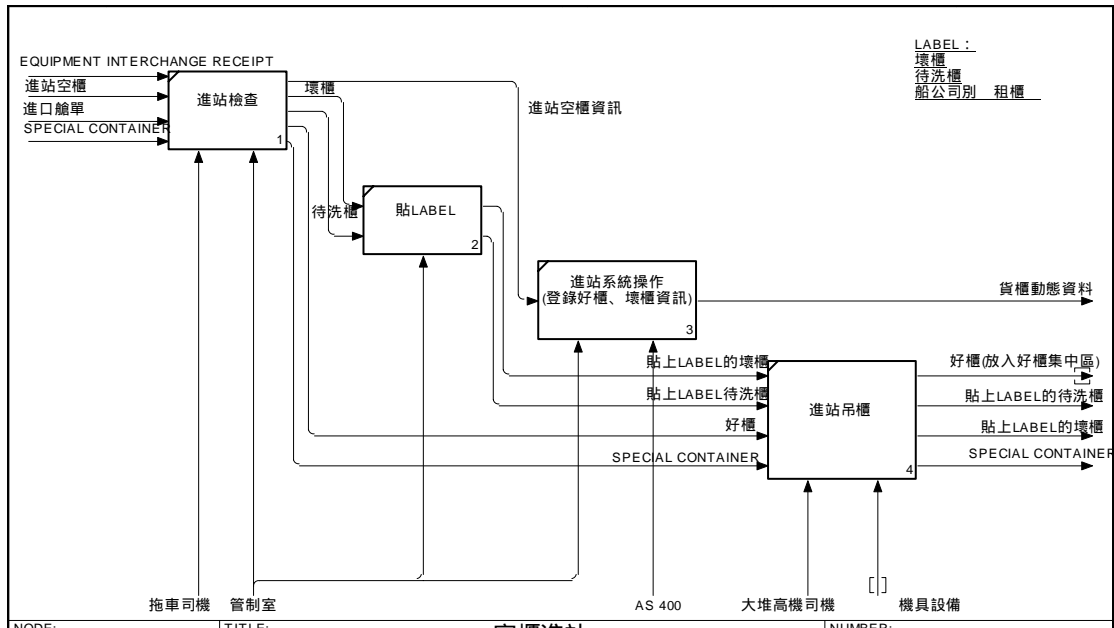 LABEL：
壞櫃
待洗櫃
船公司別 租櫃
EQUIPMENT INTERCHANGE RECEIPT
進站空櫃
進口艙單
SPECIAL CONTAINER
進站檢查
1
壞櫃
進站空櫃資訊
待洗櫃
貼LABEL
2
進站系統操作
(登錄好櫃、壞櫃資訊)
3
貨櫃動態資料
貼上LABEL的壞櫃
貼上LABEL待洗櫃
好櫃
SPECIAL CONTAINER
進站吊櫃
4
好櫃(放入好櫃集中區)
貼上LABEL的待洗櫃
貼上LABEL的壞櫃
SPECIAL CONTAINER
拖車司機
管制室
AS 400
大堆高機司機
機具設備
NODE:
TITLE:
NUMBER: